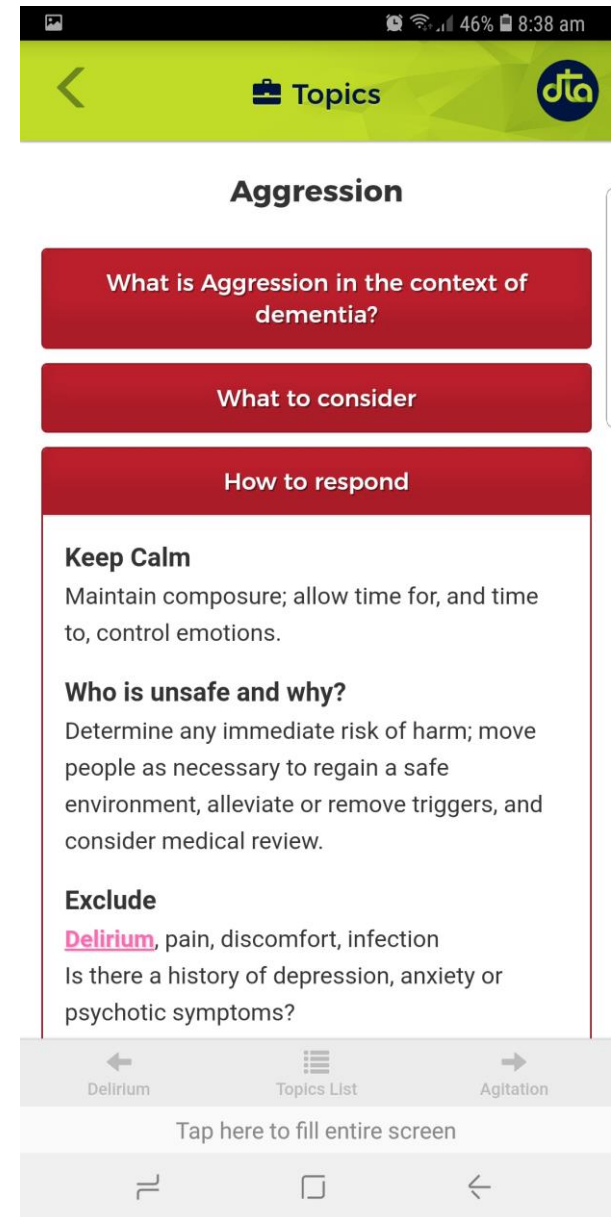 46% 8:38 am
Topics
dta
Aggression
What is Aggression in the context of
dementia?
What to consider
How to respond
Keep Calm
Maintain composure; allow time for, and time
to, control emotions.
Who is unsafe and why?
Determine any immediate risk of harm; move
people as necessary to regain a safe
environment, alleviate or remove triggers, and
consider medical review.
Exclude
Delirium, pain, discomfort, infection
Is there a history of depression, anxiety or
psychotic symptoms?
Delirium Topics List Agitation
Tap here to fill entire screen